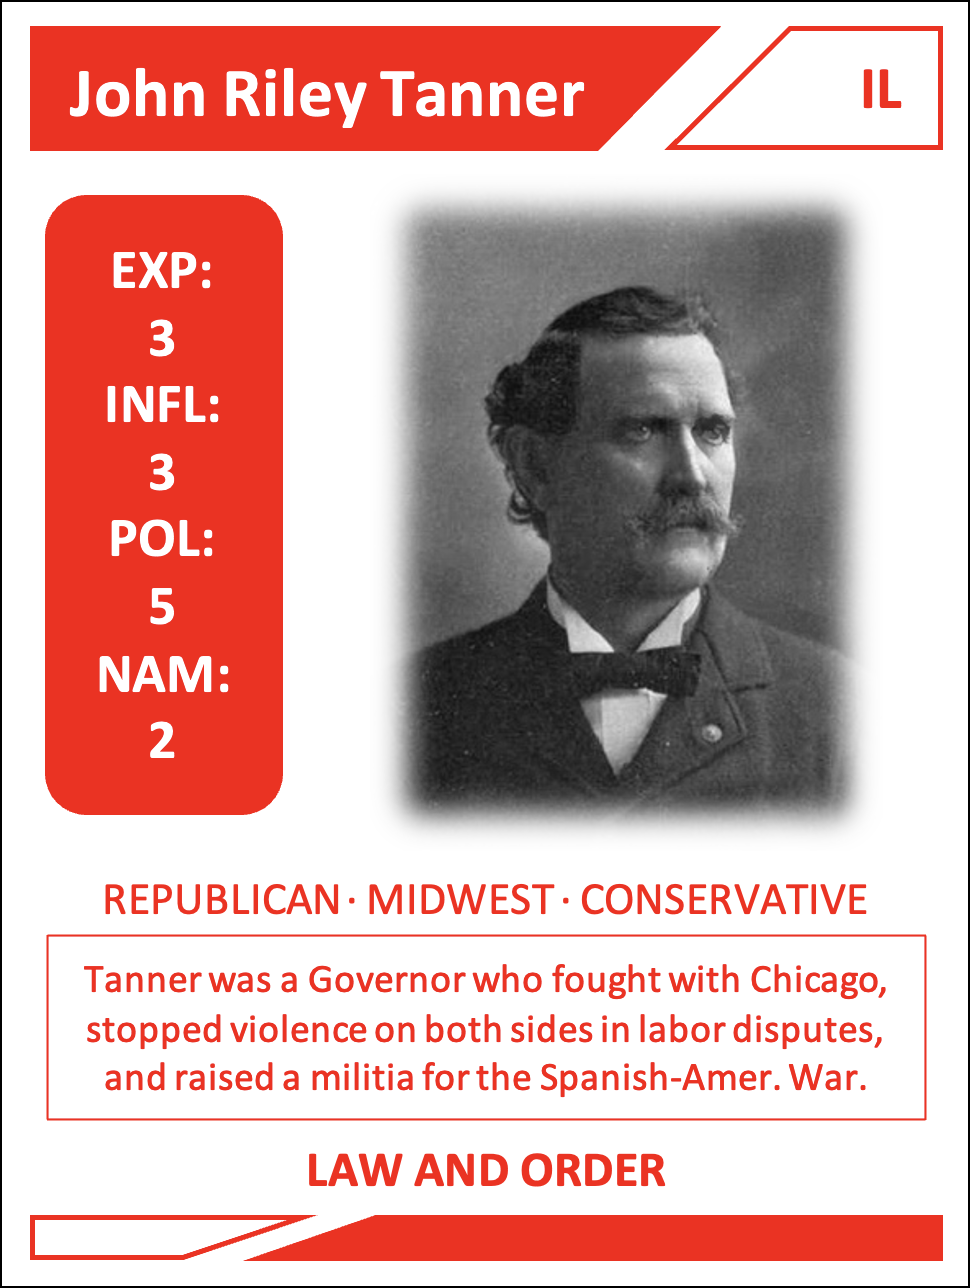 John Riley Tanner
IL
EXP:
3
INFL:
3
POL:
5
NAM:
2
REPUBLICAN · MIDWEST · CONSERVATIVE
Tanner was a Governor who fought with Chicago,
stopped violence on both sides in labor disputes,
and raised a militia for the Spanish-Amer. War.
LAW AND ORDER